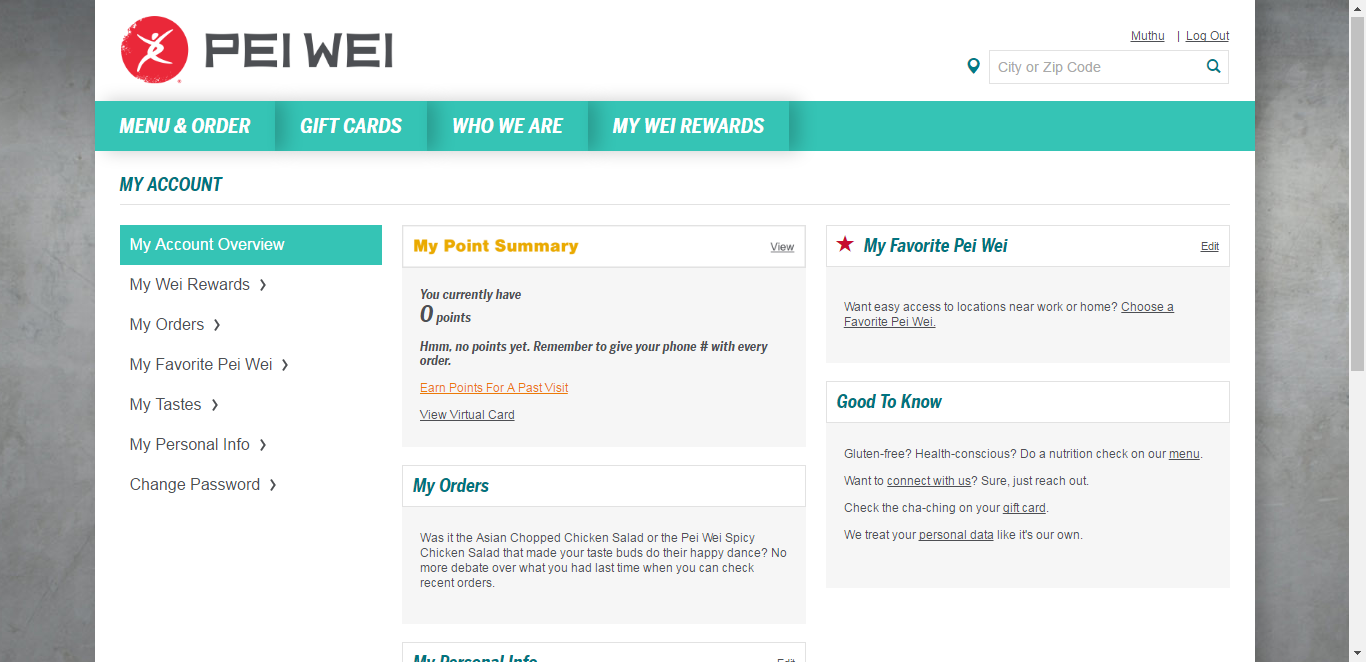 PEI WEI
Muthu | Log Out
City or Zip Code
MENU & ORDER GIFT CARDS WHO WE ARE MY WEI REWARDS
MY ACCOUNT
My Account Overview
My Wei Rewards
My Orders
My Favorite Pei Wei
My Tastes
My Personal Info
Change Password
My Point Summary View
You currently have
0 points
Hmm, no points yet. Remember to give your phone # with every
order.
Earn Points For A Past Visit
View Virtual Card
My Orders
Was it the Asian Chopped Chicken Salad or the Pei Wei Spicy
Chicken Salad that made your taste buds do their happy dance? No
more debate over what you had last time when you can check
recent orders.
My Personal Info Edit
My Favorite Pei Wei Edit
Want easy access to locations near work or home? Choose a
Favorite Pei Wei.
Good To Know
Gluten-free? Health-conscious? Do a nutrition check on our menu.
Want to connect with us? Sure, just reach out.
Check the cha-ching on your gift card.
We treat your personal data like it's our own.